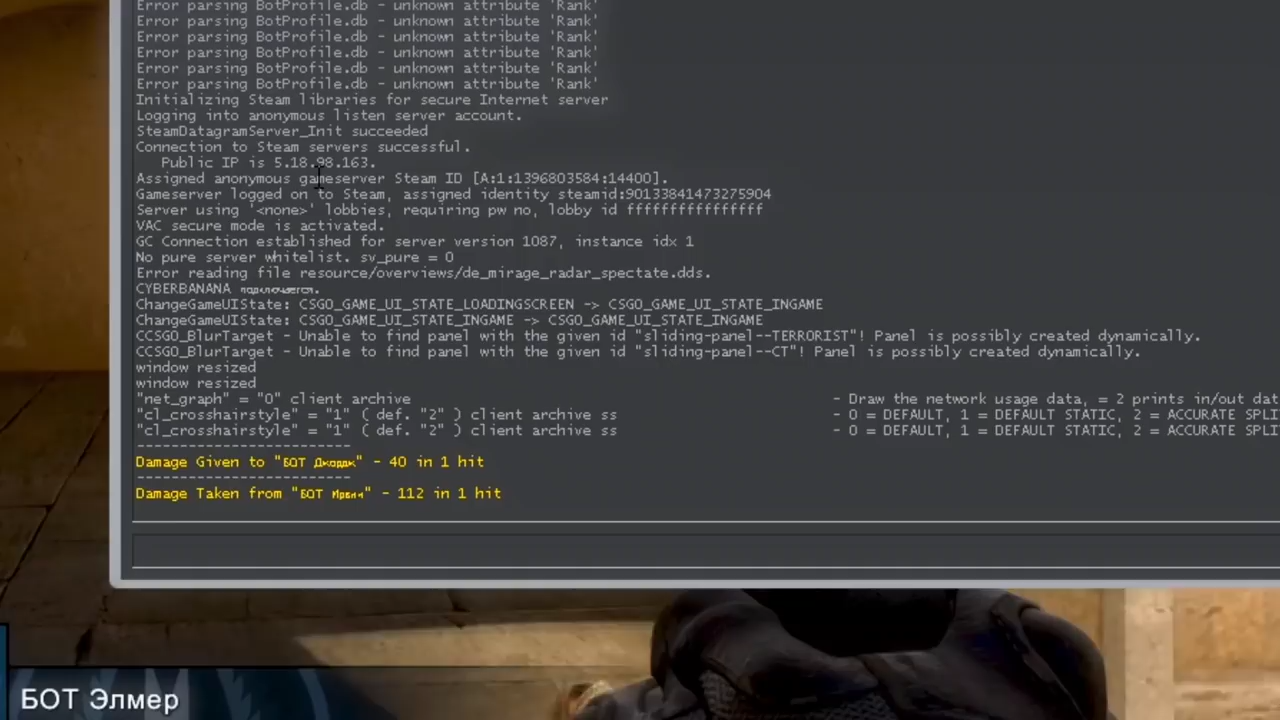 Error parsing BotProfile.db - unknown attribute 'Rank'
Error parsing BotProfile.db - unknown attribute 'Rank'
Error parsing BotProfile.db - unknown attribute 'Rank'
Error parsing BotProfile.db - unknown attribute 'Rank'
Error parsing BotProfile.db - unknown attribute 'Rank'
Error parsing BotProfile.db - unknown attribute 'Rank'
Initializing Steam libraries for secure Internet server
Logging into anonymous listen server account.
SteamDatagramServer_Init succeeded
Connection to Steam servers successful.
Public IP is 5.18.98.163.
Assigned anonymous gameserver Steam ID [A:1:1396803584:14400].
Gameserver logged on to Steam, assigned identity steamid:90133841473275904
Server using '<none>' lobbies, requiring pw no, lobby id ffffffffffffffff
VAC secure mode is activated.
GC Connection established for server version 1087, instance idx 1
No pure server whitelist. sv_pure = 0
Error reading file resource/overviews/de_mirage_radar_spectate.dds.
CYBERBANANA подключается.
ChangeGameUIState: CSGO_GAME_UI_STATE_LOADINGSCREEN -> CSGO_GAME_UI_STATE_INGAME
ChangeGameUIState: CSGO_GAME_UI_STATE_INGAME -> CSGO_GAME_UI_STATE_INGAME
CCSGO_BlurTarget - Unable to find panel with the given id "sliding-panel--TERRORIST"! Panel is possibly created dynamically.
CCSGO_BlurTarget - Unable to find panel with the given id "sliding-panel--CT"! Panel is possibly created dynamically.
window resized
window resized
"net_graph" = "0" client archive - Draw the network usage data, = 2 prints in/out dat
"cl_crosshairstyle" = "1" ( def. "2" ) client archive ss - 0 = DEFAULT, 1 = DEFAULT STATIC, 2 = ACCURATE SPLI
"cl_crosshairstyle" = "1" ( def. "2" ) client archive ss - 0 = DEFAULT, 1 = DEFAULT STATIC, 2 = ACCURATE SPLI
-------------------------
Damage Given to "БОТ Джордж" - 40 in 1 hit
-------------------------
Damage Taken from "БОТ Ирвин" - 112 in 1 hit
БОТ Элмер